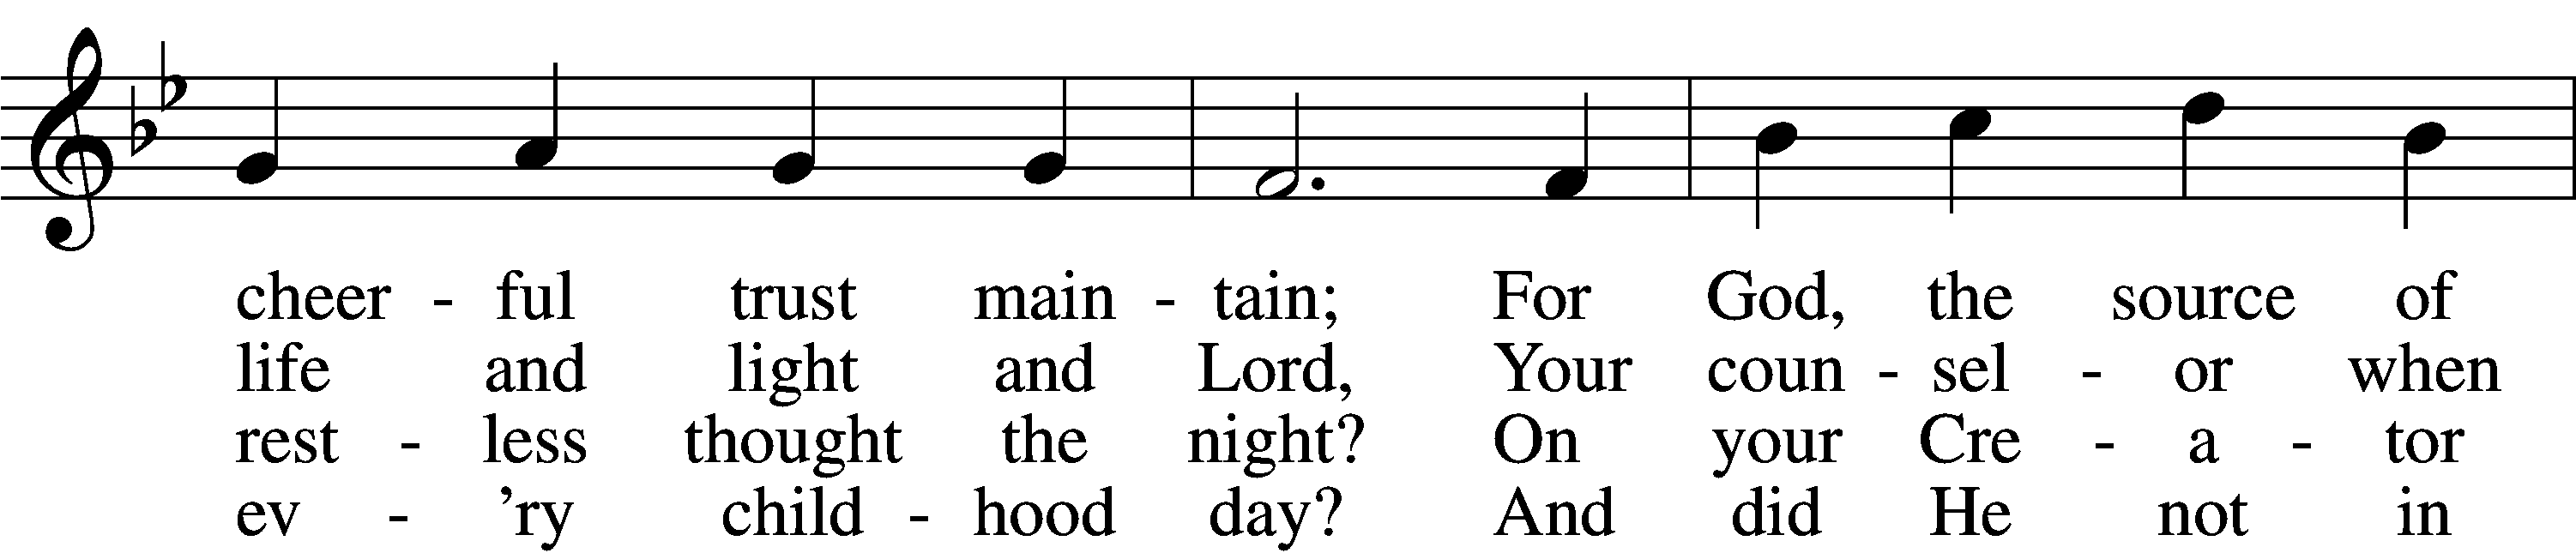 cheer - ful trust main - tain; For God, the source of
life and light and Lord, Your coun - sel - or when
rest - less thought the night? On your Cre - a - tor
ev - 'ry child - hood day? And did He not in